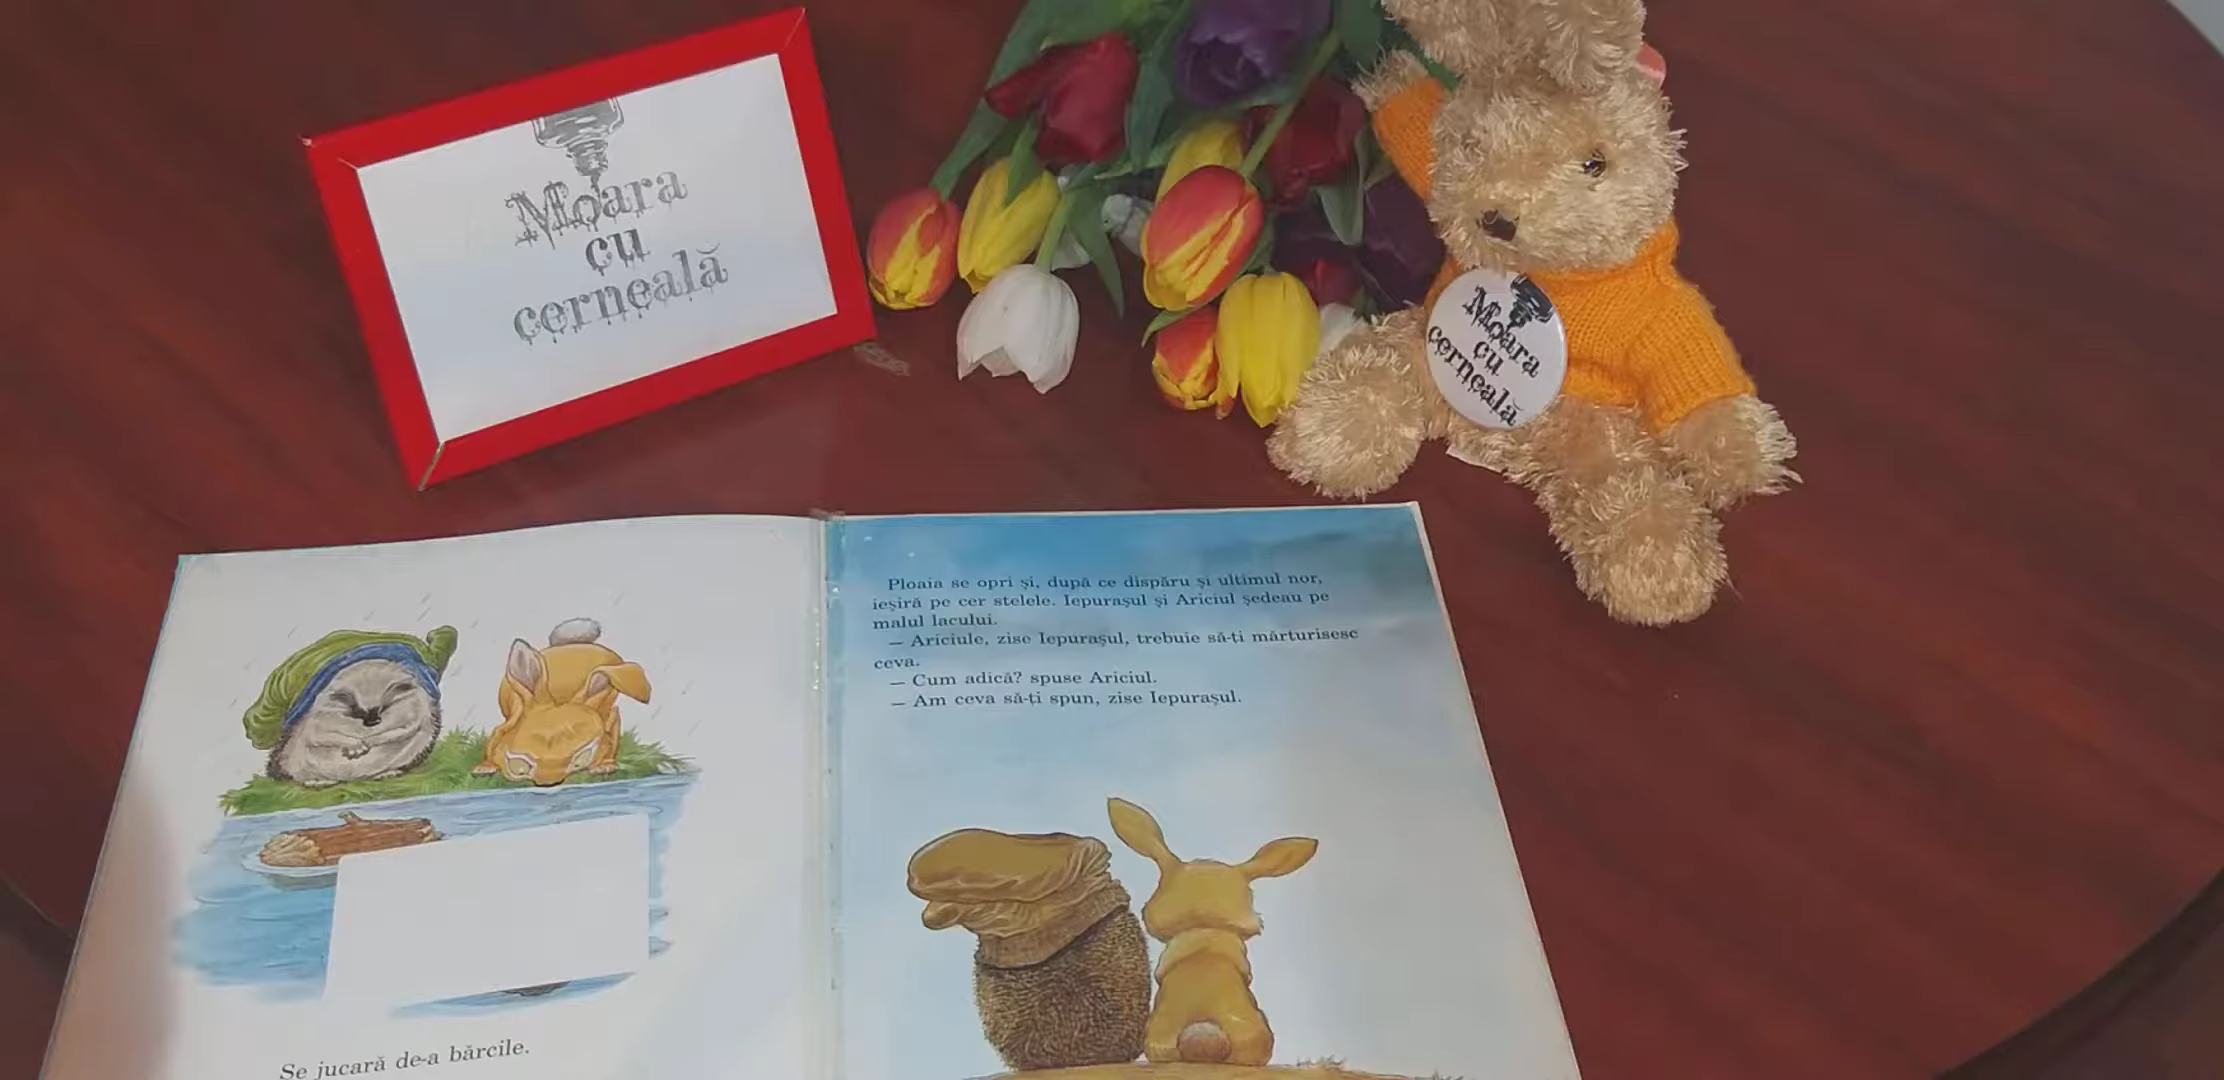 Moara
cu
cerneală
Moara
cu
cerneală
Se jucară de-a bărcile.
Ploaia se opri și, după ce dispăru și ultimul nor,
ieșiră pe cer stelele. Iepurașul și Ariciul ședeau pe
malul lacului.
— Ariciule, zise Iepurașul, trebuie să-ți mărturisesc
ceva.
— Cum adică? spuse Ariciul.
— Am ceva să-ți spun, zise Iepurașul.